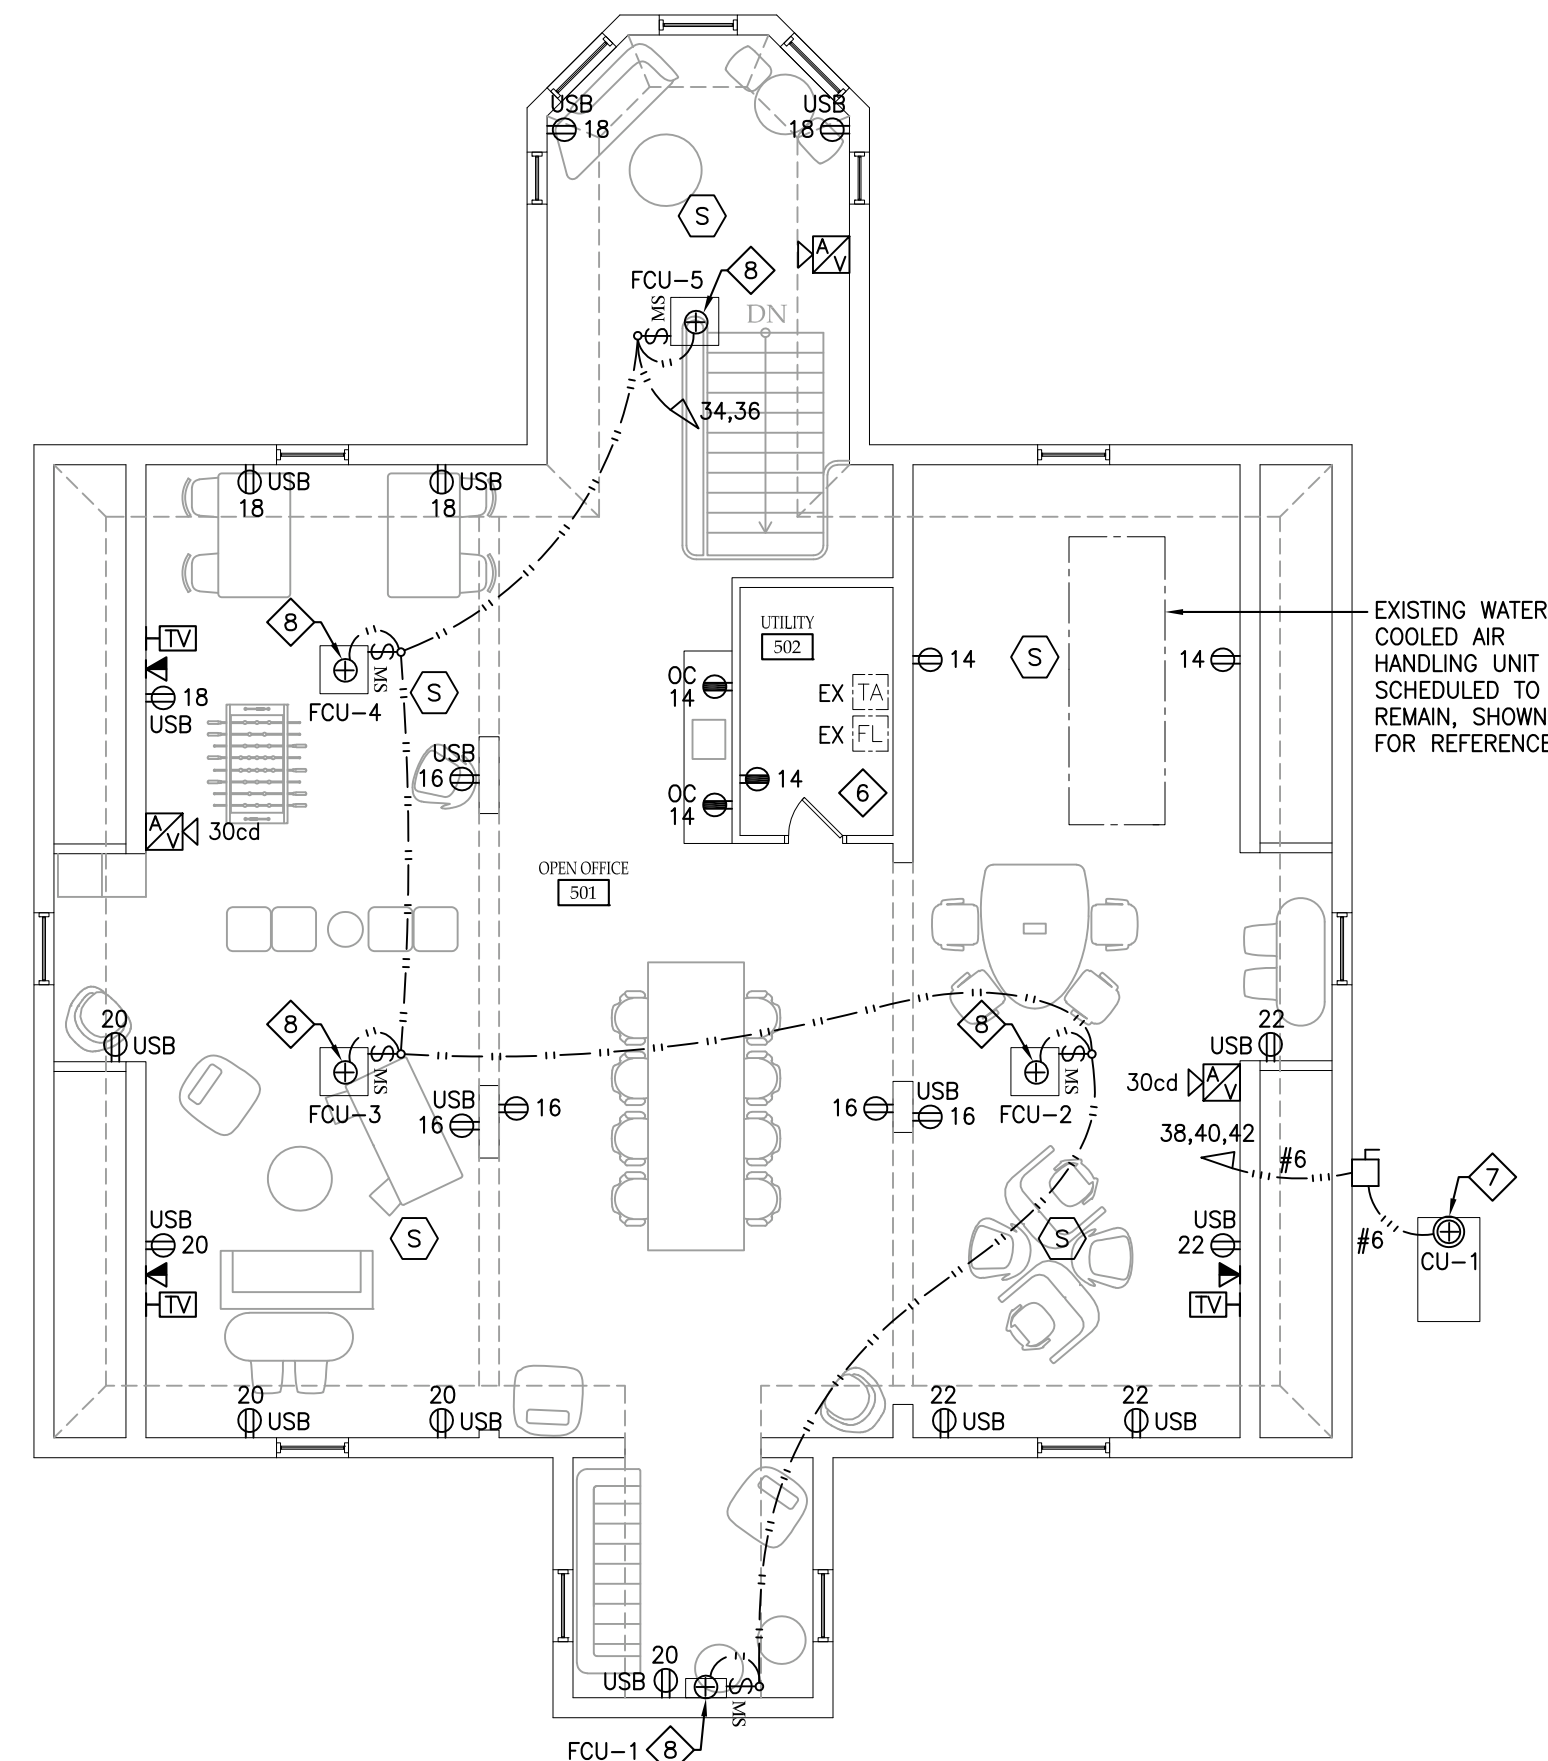 USB
18
USB
18
S
A
V
FCU-5
8
MS
S
DN
34,36
USB
18
USB
18
8
TV
S
MS
S
FCU-4
18
USB
UTILITY
502
OC
14
EX TA
EX FL
14
S
14
14
EXISTING WATER
COOLED AIR
HANDLING UNIT
SCHEDULED TO
REMAIN, SHOWN
FOR REFERENCE
USB
16
OC
14
6
A
V
30cd
OPEN OFFICE
501
20
USB
8
S
MS
FCU-3
USB
16
16
16
USB
16
8
S
MS
FCU-2
22
USB
30cd
A
V
38,40,42
#6
#6
7
CU-1
USB
20
TV
S
S
USB
22
TV
20
USB
20
USB
22
USB
22
USB
20
USB
S
MS
FCU-1
8